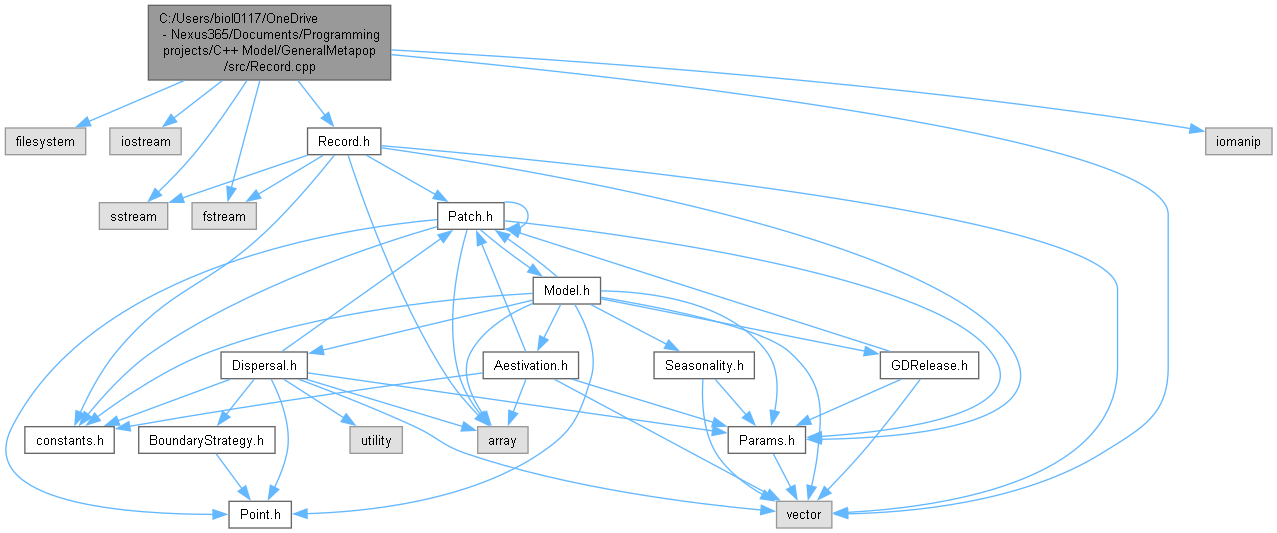 C:/Users/biol0117/OneDrive
- Nexus365/Documents/Programming
projects/C++ Model/GeneralMetapop
/src/Record.cpp
filesystem
iostream
Record.h
iomanip
sstream
fstream
Patch.h
Model.h
Dispersal.h
Aestivation.h
Seasonality.h
GDRelease.h
constants.h
BoundaryStrategy.h
utility
array
Params.h
Point.h
vector